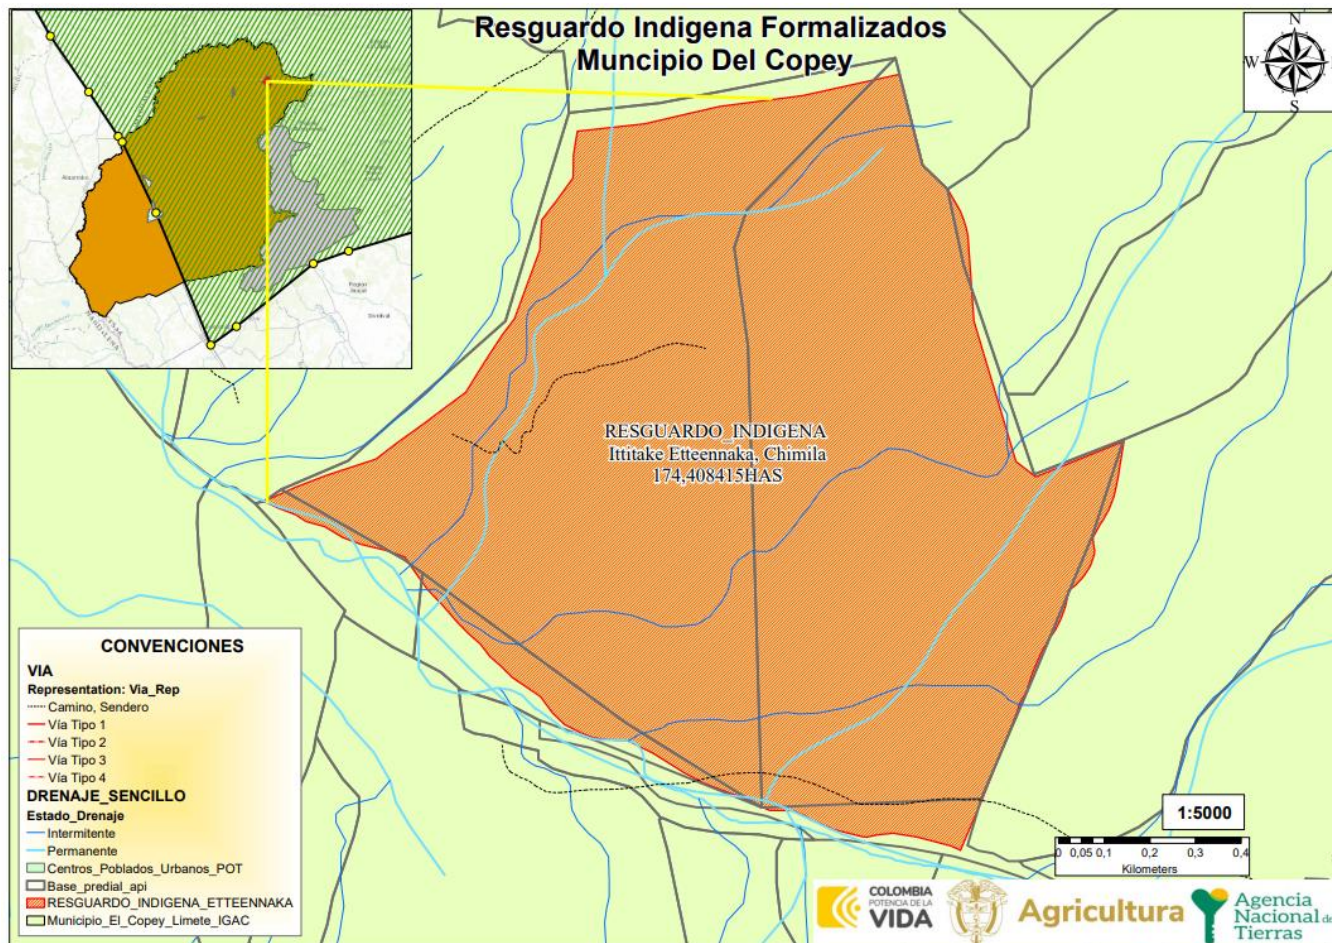 Resguardo Indigena Formalizados
Muncipio Del Copey
N
W
S
RESGUARDO_INDIGENA
Ittitake Etteennaka, Chimila
174,408415HAS
CONVENCIONES
VIA
Representation: Via_Rep
Camino, Sendero
Vía Tipo 1
Vía Tipo 2
Vía Tipo 3
Vía Tipo 4
DRENAJE_SENCILLO
Estado_Drenaje
Intermitente
Permanente
Centros_Poblados_Urbanos_POT
Base_predial_api
RESGUARDO_INDIGENA_ETTEENNAKA
Municipio_El_Copey_Limete_IGAC
1:5000
0 0,05 0,1 0,2 0,3 0,4
Kilometers
COLOMBIA
POTENCIA DE LA
VIDA
Agricultura
Agencia
Nacional de
Tierras